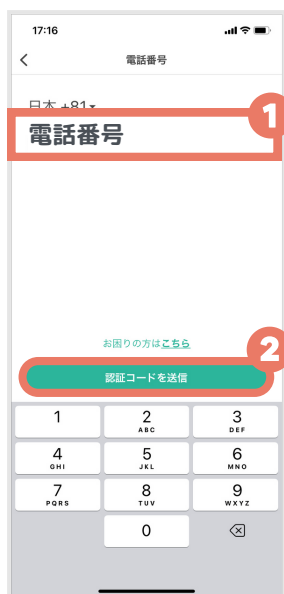 17:16
電話番号
日本 +81
1
電話番号
お困りの方はこちら
2
認証コードを送信
1
2 ABC
3 DEF
4 GHI
5 JKL
6 MNO
7 PQRS
8 TUV
9 WXYZ
0